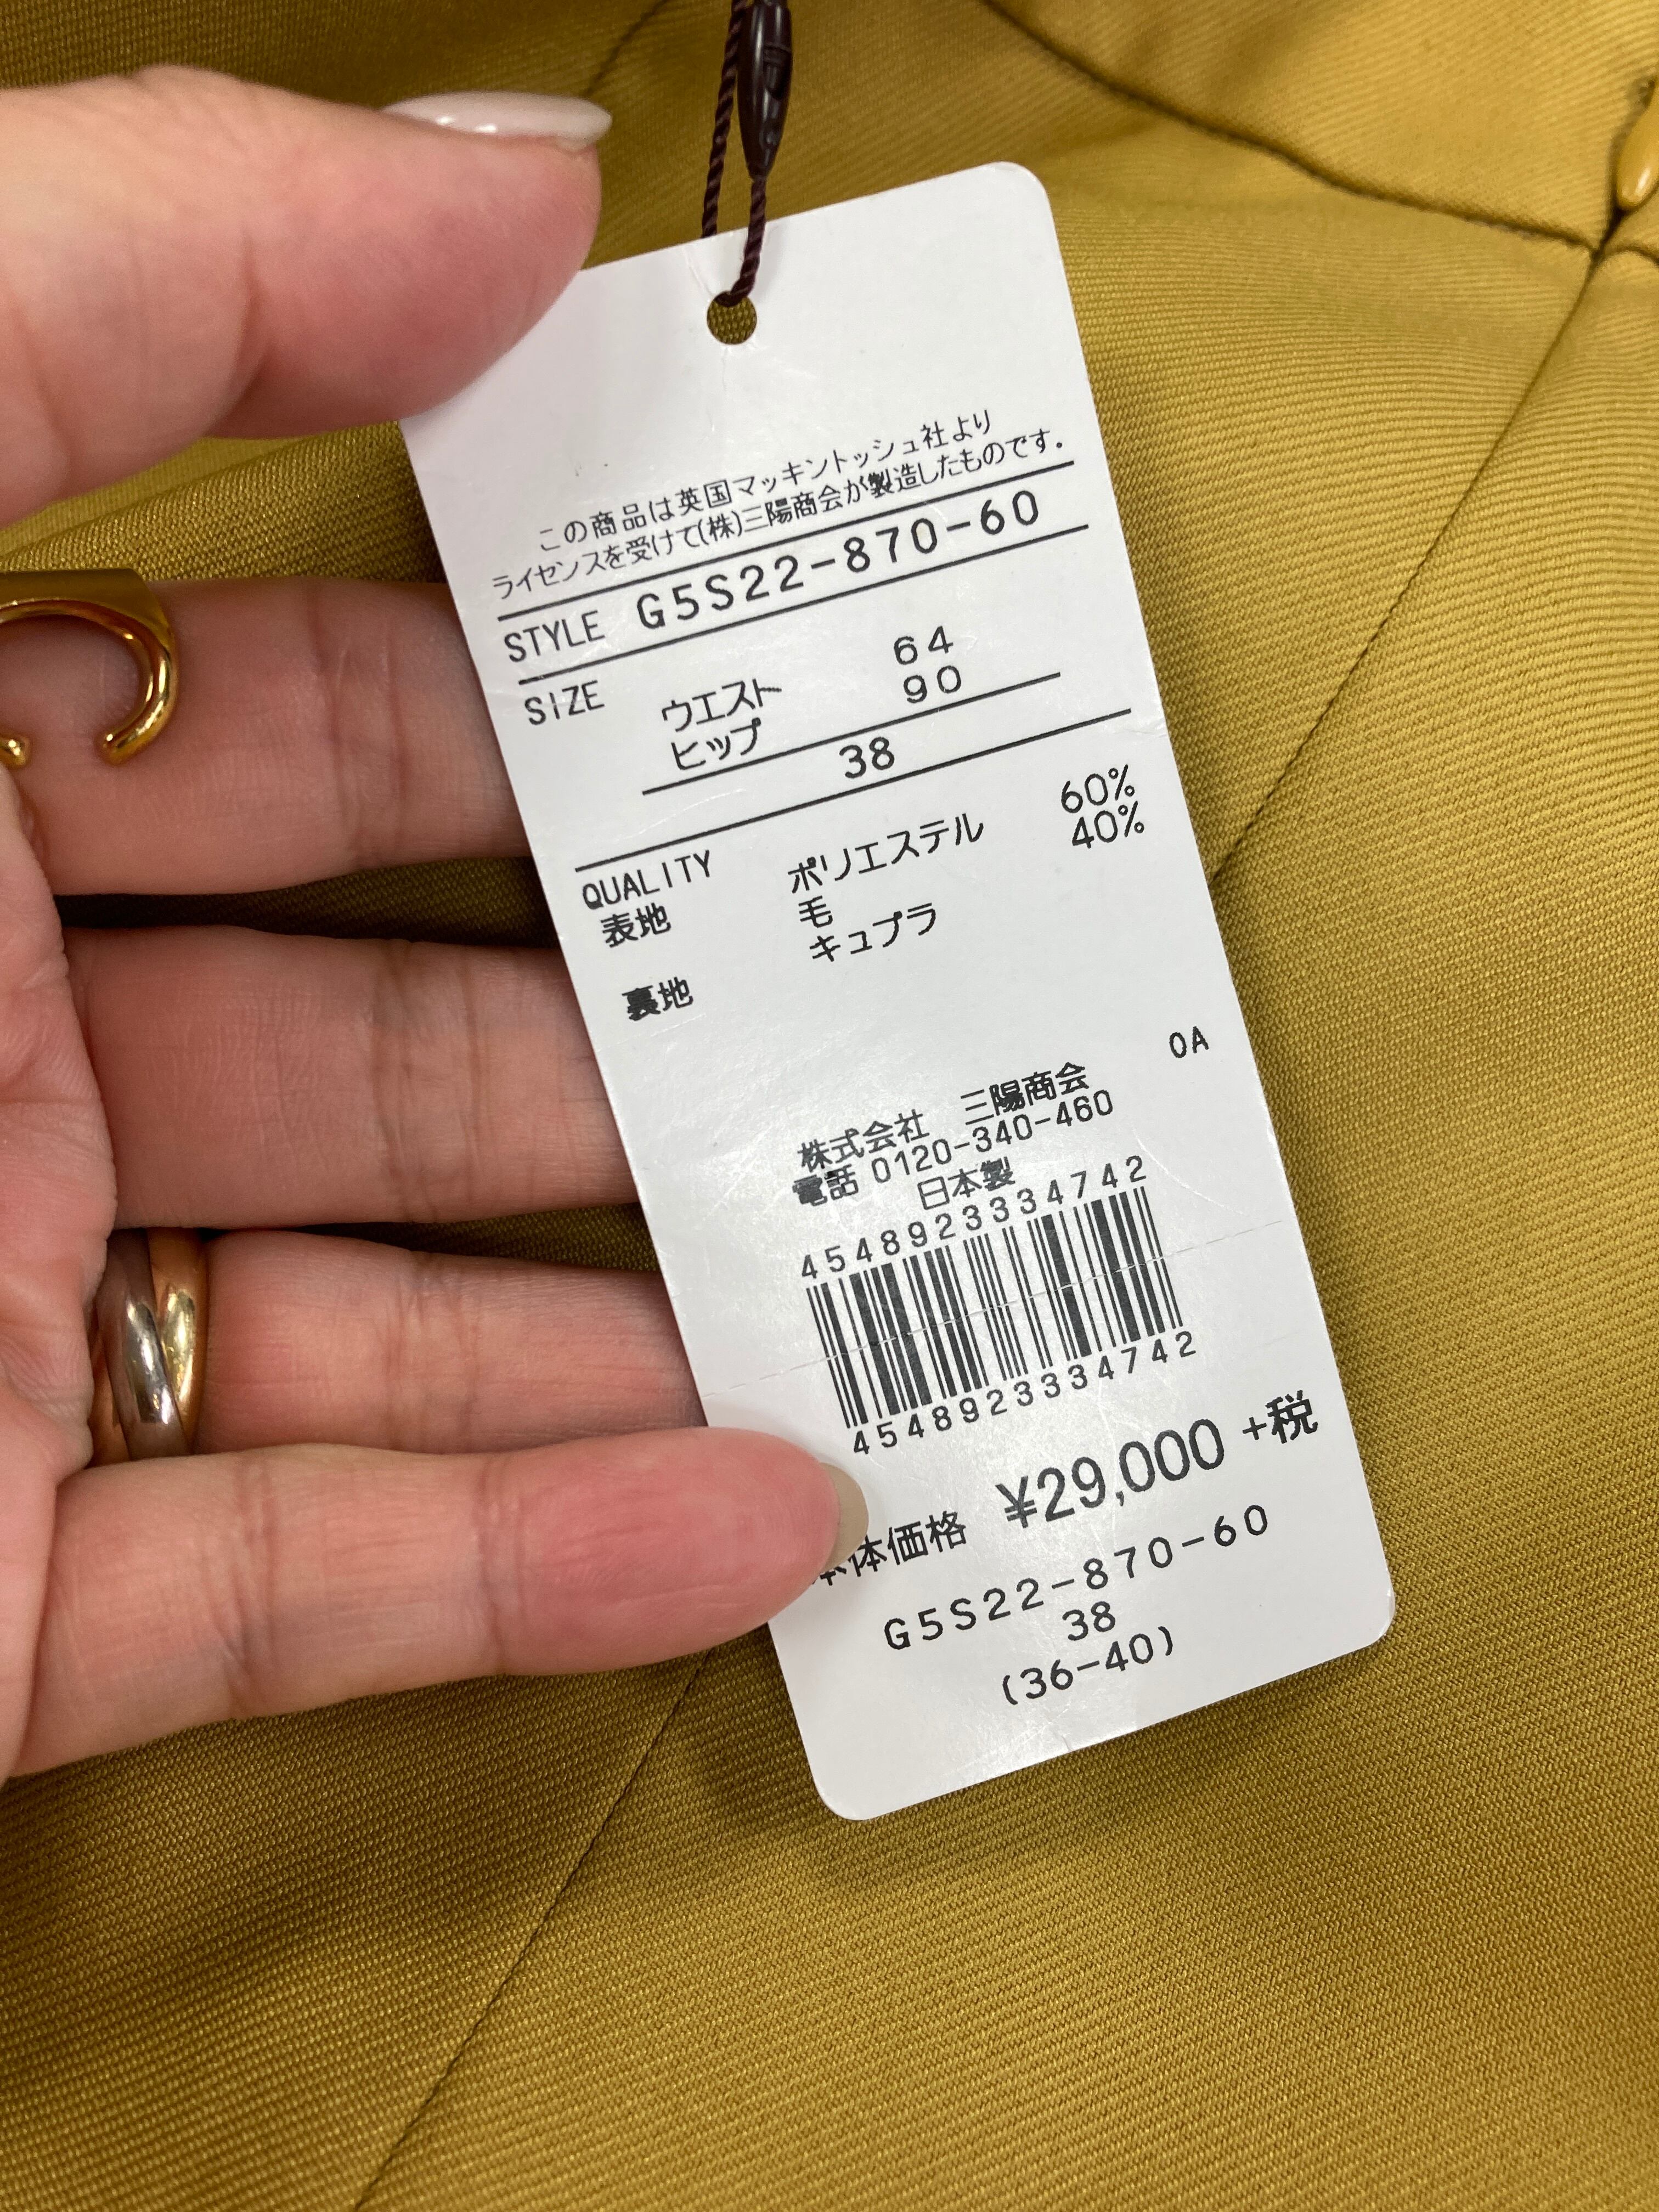 この商品は英国マッキントッシュ社より
ライセンスを受けて(株)三陽商会が製造したものです。
STYLE G5S22-870-60
SIZE ウエスト 64
ヒップ 90
38
QUALITY
表地 ポリエステル 60%
毛 40%
裏地 キュプラ
0A
株式会社 三陽商会
電話 0120-340-460
日本製
4548923334742
4548923334742
本体価格 ¥29,000 +税
G5S22-870-60
38
(36-40)